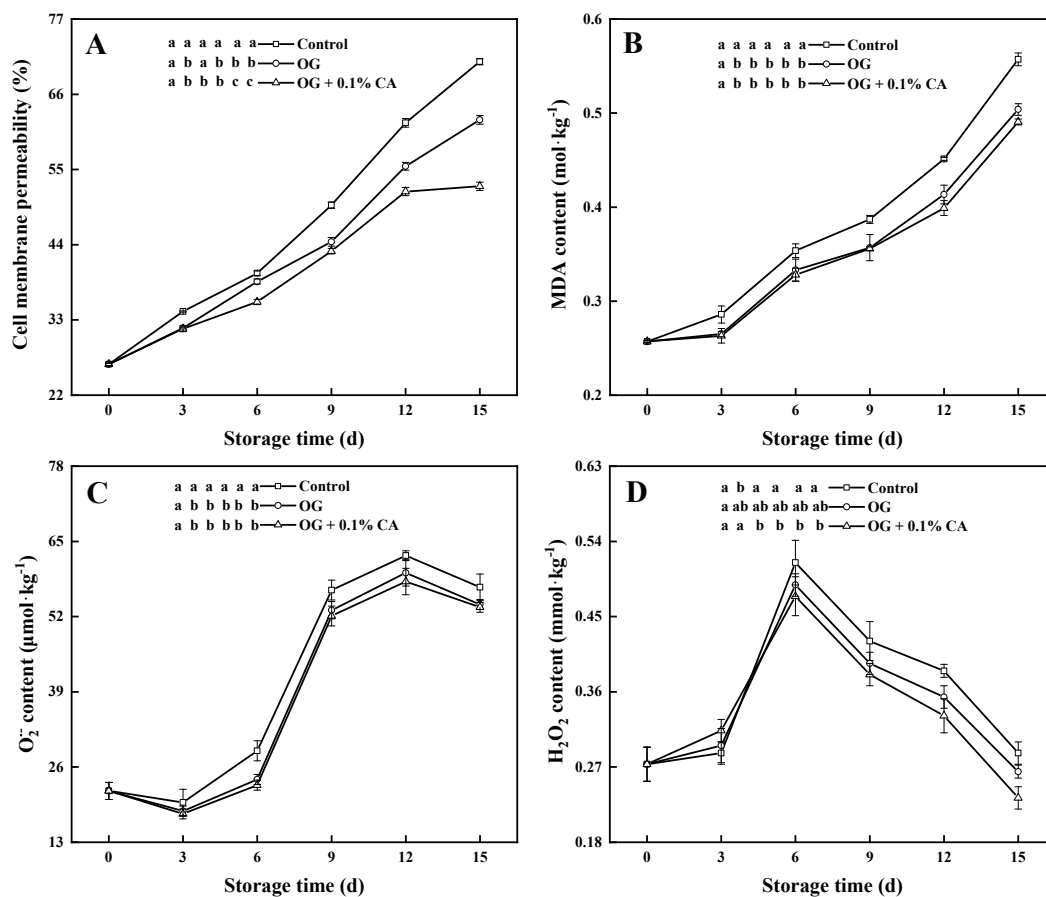 A
a a a a a a Control
a b a b b b OG
a b b b c c OG + 0.1% CA
77
66
55
44
33
22
Cell membrane permeability (%)
0 3 6 9 12 15
Storage time (d)
B
a a a a a a Control
a b b b b b OG
a b b b b b OG + 0.1% CA
0.6
0.5
0.4
0.3
0.2
MDA content (mol·kg⁻¹)
0 3 6 9 12 15
Storage time (d)
C
a a a a a a Control
a b b b b b OG
a b b b b b OG + 0.1% CA
78
65
52
39
26
13
O₂·⁻ content (μmol·kg⁻¹)
0 3 6 9 12 15
Storage time (d)
D
a b a a a a Control
a ab ab ab ab ab OG
a a b b b b OG + 0.1% CA
0.63
0.54
0.45
0.36
0.27
0.18
H₂O₂ content (mmol·kg⁻¹)
0 3 6 9 12 15
Storage time (d)